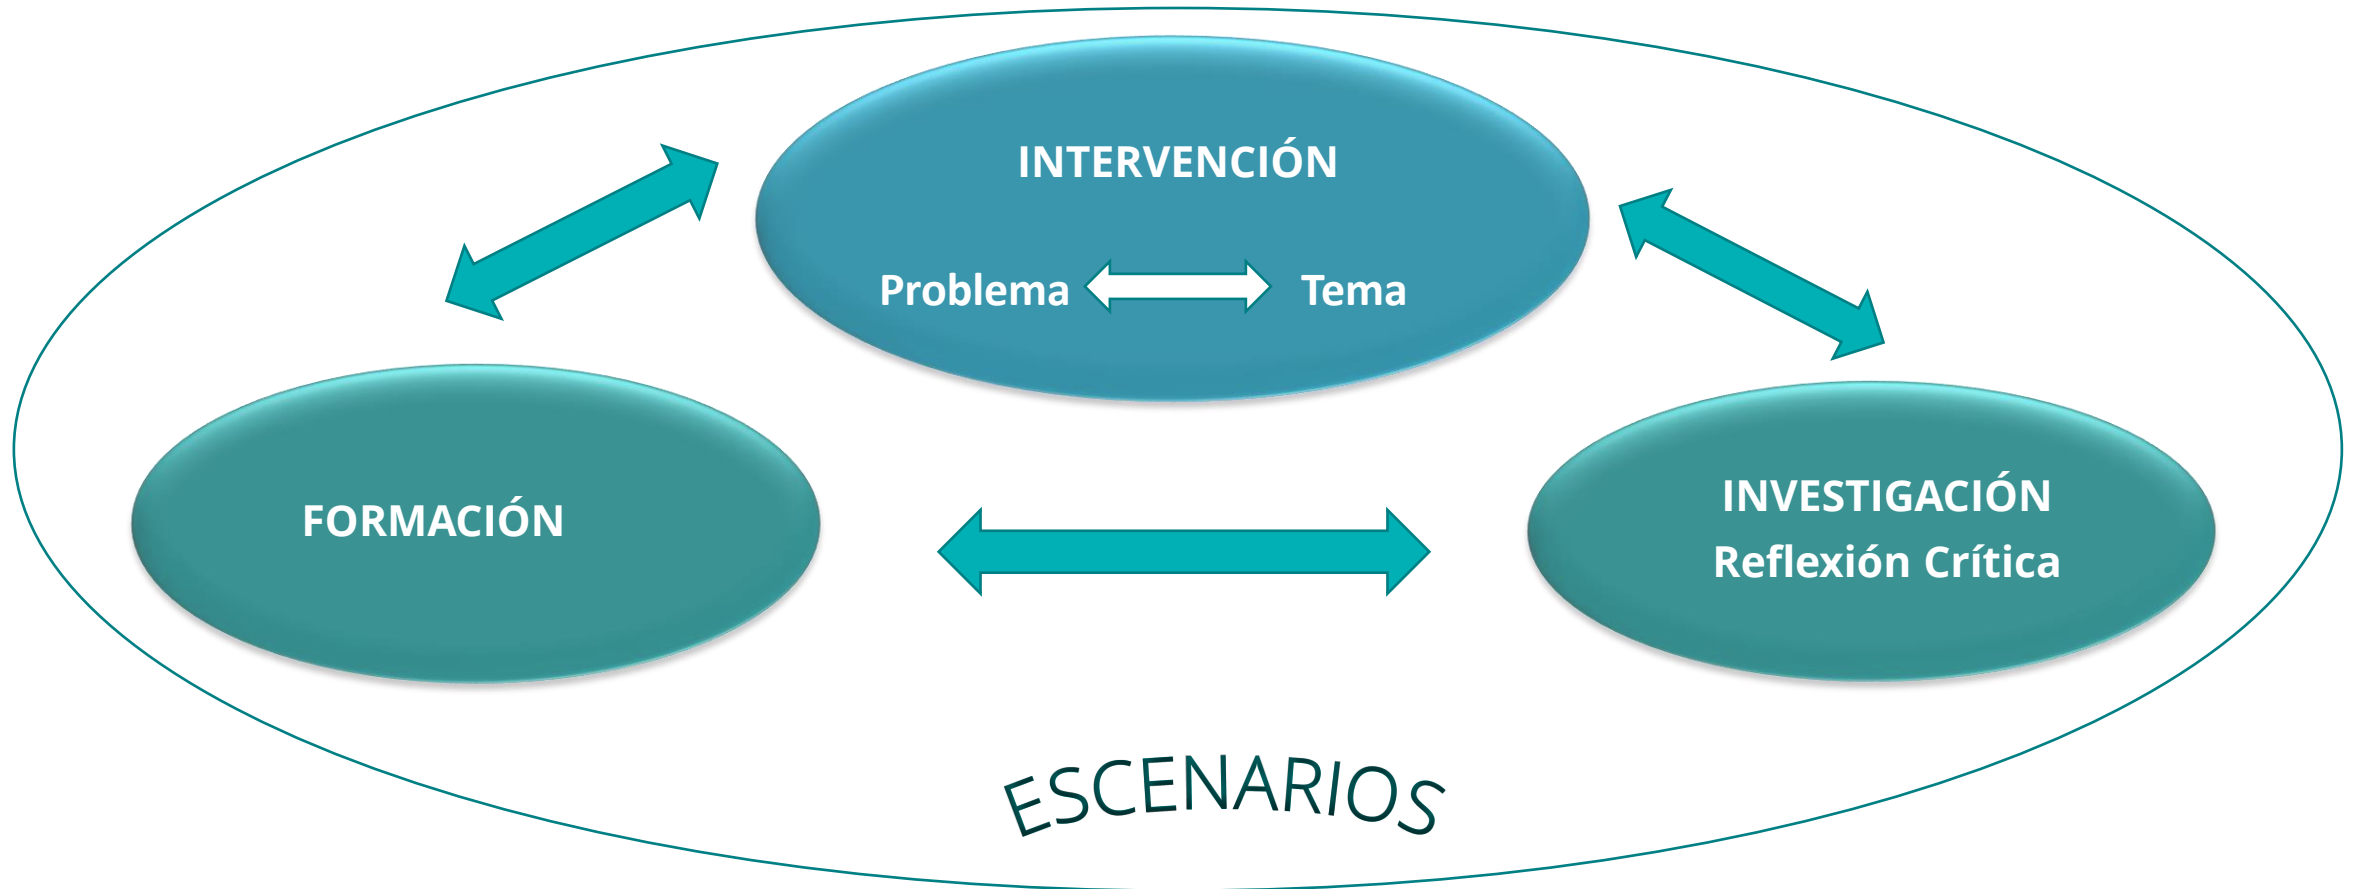 INTERVENCIÓN
Problema Tema
FORMACIÓN
INVESTIGACIÓN
Reflexión Crítica
ESCENARIOS